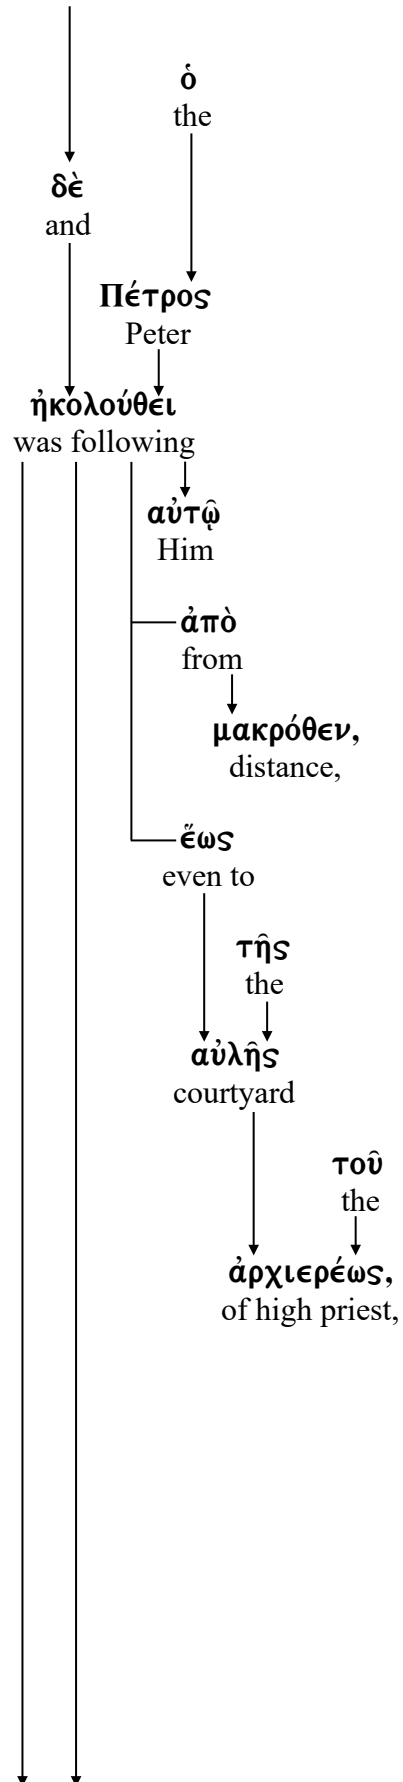 ὁ
the
δὲ
and
Πέτρος
Peter
ἠκολούθει
was following
αὐτῷ
Him
ἀπὸ
from
μακρόθεν,
distance,
ἕως
even to
τῆς
the
αὐλῆς
courtyard
τοῦ
the
ἀρχιερέως,
of high priest,